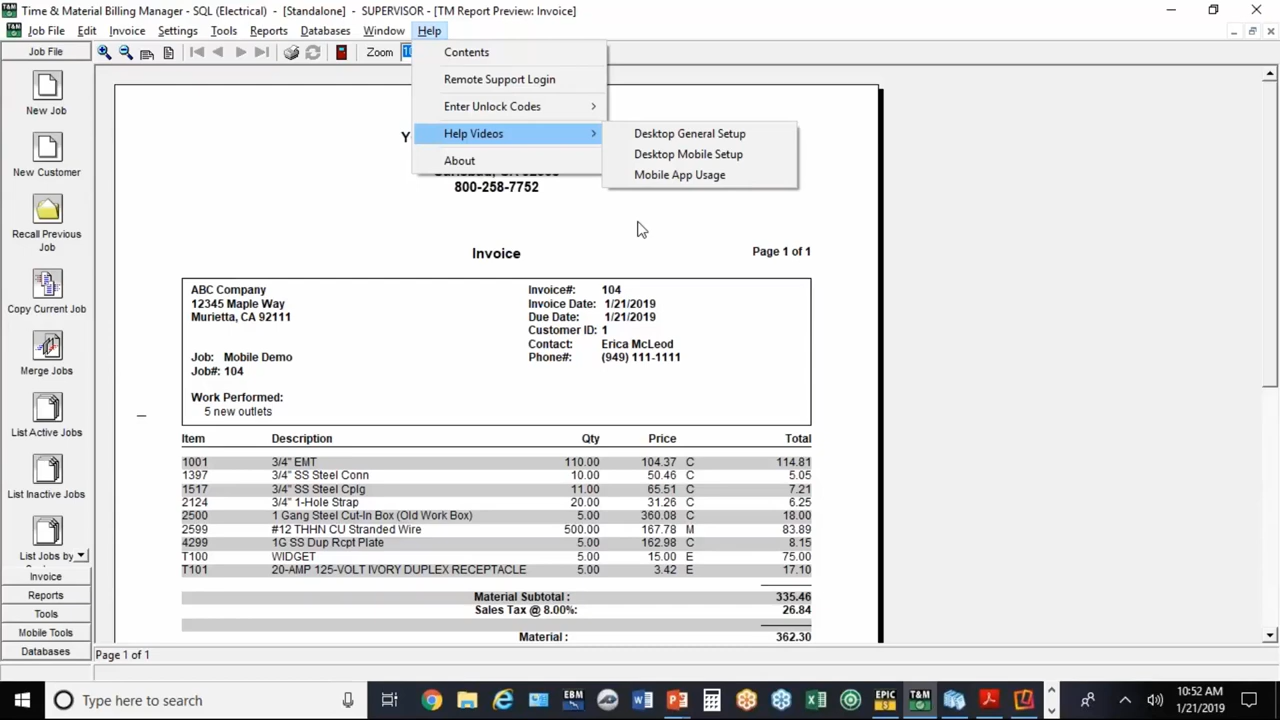 T&M Time & Material Billing Manager - SQL (Electrical) - [Standalone] - SUPERVISOR - [TM Report Preview: Invoice]
T&M Job File Time & Edit Invoice Settings Tools Reports Databases Window Help
Job File
Zoom
Contents
Remote Support Login
Enter Unlock Codes
Help Videos
About
Desktop General Setup
Desktop Mobile Setup
Mobile App Usage
New Job
New Customer
Recall Previous
Job
Copy Current Job
Merge Jobs
List Active Jobs
List Inactive Jobs
List Jobs by
Invoice
Reports
Tools
Mobile Tools
Databases
Y
800-258-7752
Invoice
Page 1 of 1
ABC Company
12345 Maple Way
Murietta, CA 92111
Job: Mobile Demo
Job#: 104
Work Performed:
5 new outlets
Invoice#: 104
Invoice Date: 1/21/2019
Due Date: 1/21/2019
Customer ID: 1
Contact: Erica McLeod
Phone#: (949) 111-1111
Item Description Qty Price Total
1001 3/4" EMT 110.00 104.37 C 114.81
1397 3/4" SS Steel Conn 10.00 50.46 C 5.05
1517 3/4" SS Steel Cplg 11.00 65.51 C 7.21
2124 3/4" 1-Hole Strap 20.00 31.26 C 6.25
2500 1 Gang Steel Cut-In Box (Old Work Box) 5.00 360.08 C 18.00
2599 #12 THHN CU Stranded Wire 500.00 167.78 M 83.89
4299 1G SS Dup Rcpt Plate 5.00 162.98 C 8.15
T100 WIDGET 5.00 15.00 E 75.00
T101 20-AMP 125-VOLT IVORY DUPLEX RECEPTACLE 5.00 3.42 E 17.10
Material Subtotal : 335.46
Sales Tax @ 8.00%: 26.84
Material : 362.30
Page 1 of 1
Type here to search
EBM
EPIC
T&M
10:52 AM
1/21/2019